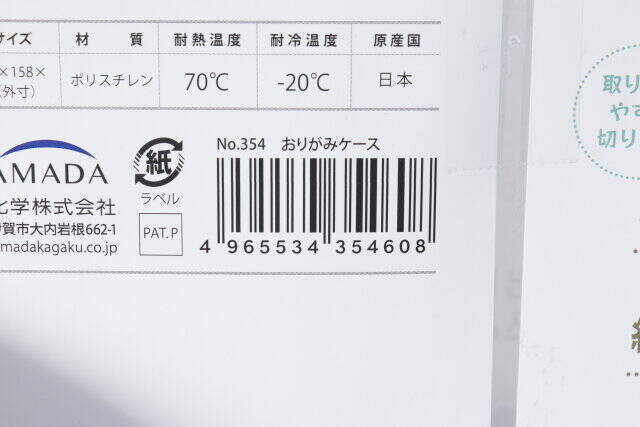 サイズ 材 質 耐熱温度 耐冷温度 原産国
×158× ポリスチレン 70℃ -20℃ 日本
外寸)
No.354 おりがみケース
AMADA
紙
ラベル
PAT.P
化学株式会社
賀市大内岩根662-1
madakagaku.co.jp
4 965534 354608
取り
やす
切り